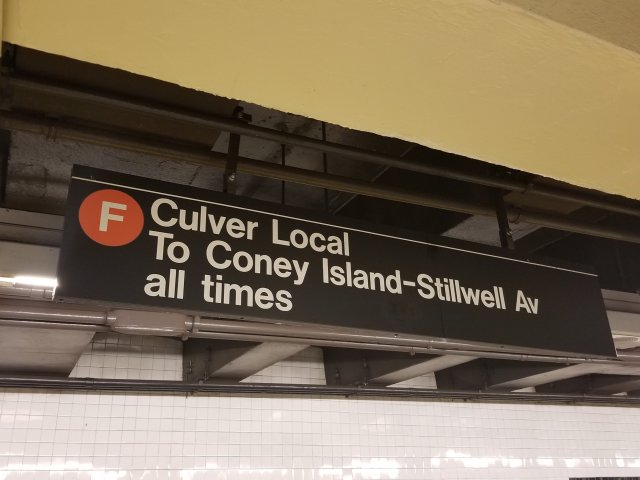 F Culver Local
To Coney Island-Stillwell Av
all times